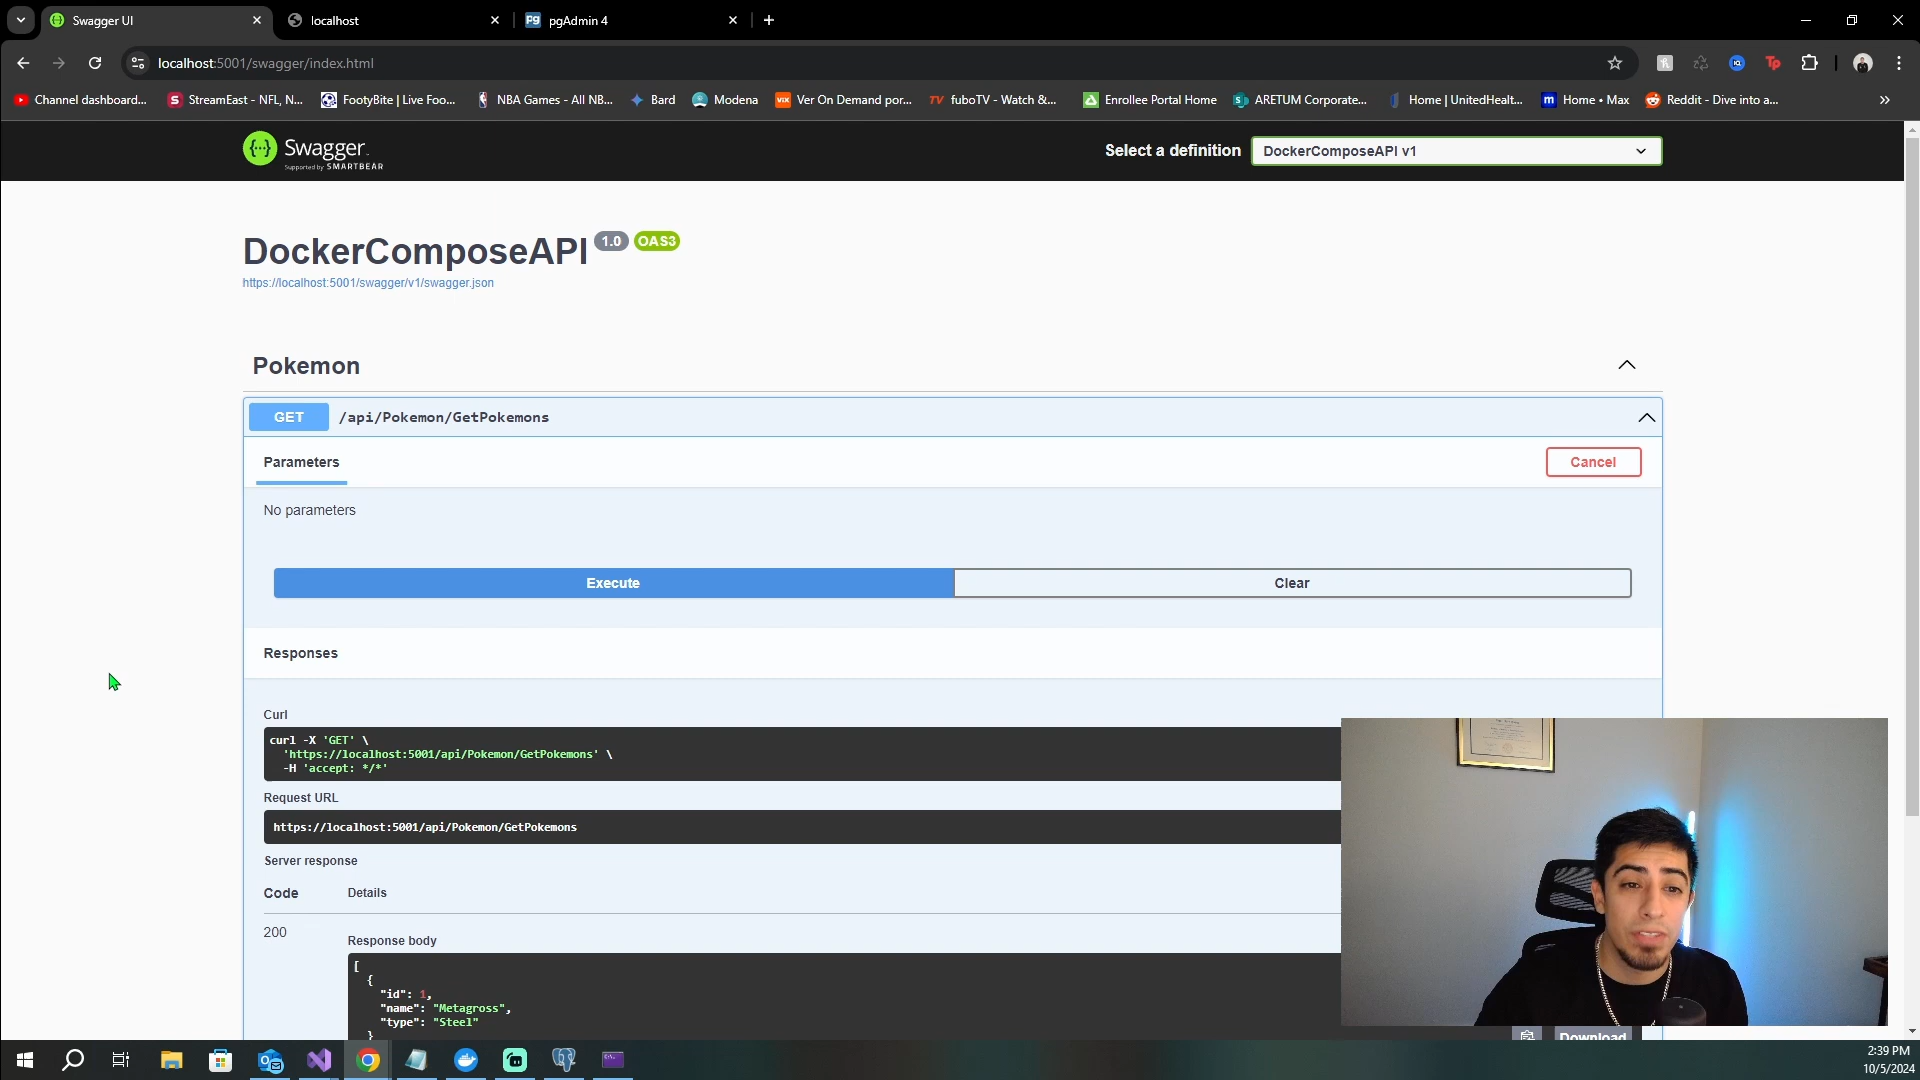 Swagger UI
localhost
pgAdmin 4
localhost:5001/swagger/index.html
Channel dashboard...
StreamEast - NFL, N...
FootyBite | Live Foo...
NBA Games - All NB...
Bard
Modena
Ver On Demand por...
fuboTV - Watch &...
Enrollee Portal Home
ARETUM Corporate...
Home | UnitedHealt...
Home • Max
Reddit - Dive into a...
Swagger
Supported by SMARTBEAR
Select a definition
DockerComposeAPI v1
DockerComposeAPI 1.0 OAS3
https://localhost:5001/swagger/v1/swagger.json
Pokemon
GET /api/Pokemon/GetPokemons
Parameters
Cancel
No parameters
Execute
Clear
Responses
Curl
curl -X 'GET' \
'https://localhost:5001/api/Pokemon/GetPokemons' \
-H 'accept: */*'
Request URL
https://localhost:5001/api/Pokemon/GetPokemons
Server response
Code Details
200
Response body
[
{
"id": 1,
"name": "Metagross",
"type": "Steel"
}
Download
2:39 PM
10/5/2024